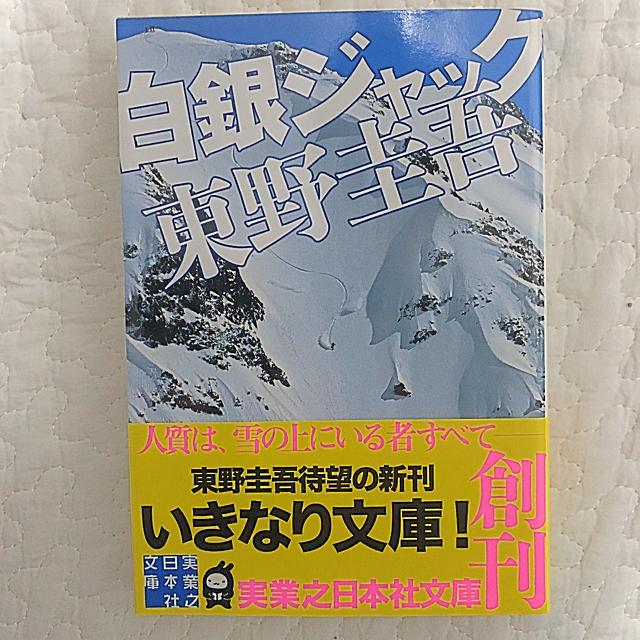 白銀ジャック
東野圭吾
人質は、雪の上にいる者すべて――
東野圭吾待望の新刊
いきなり文庫!
創刊
実業之
日本社
文庫
実業之日本社文庫